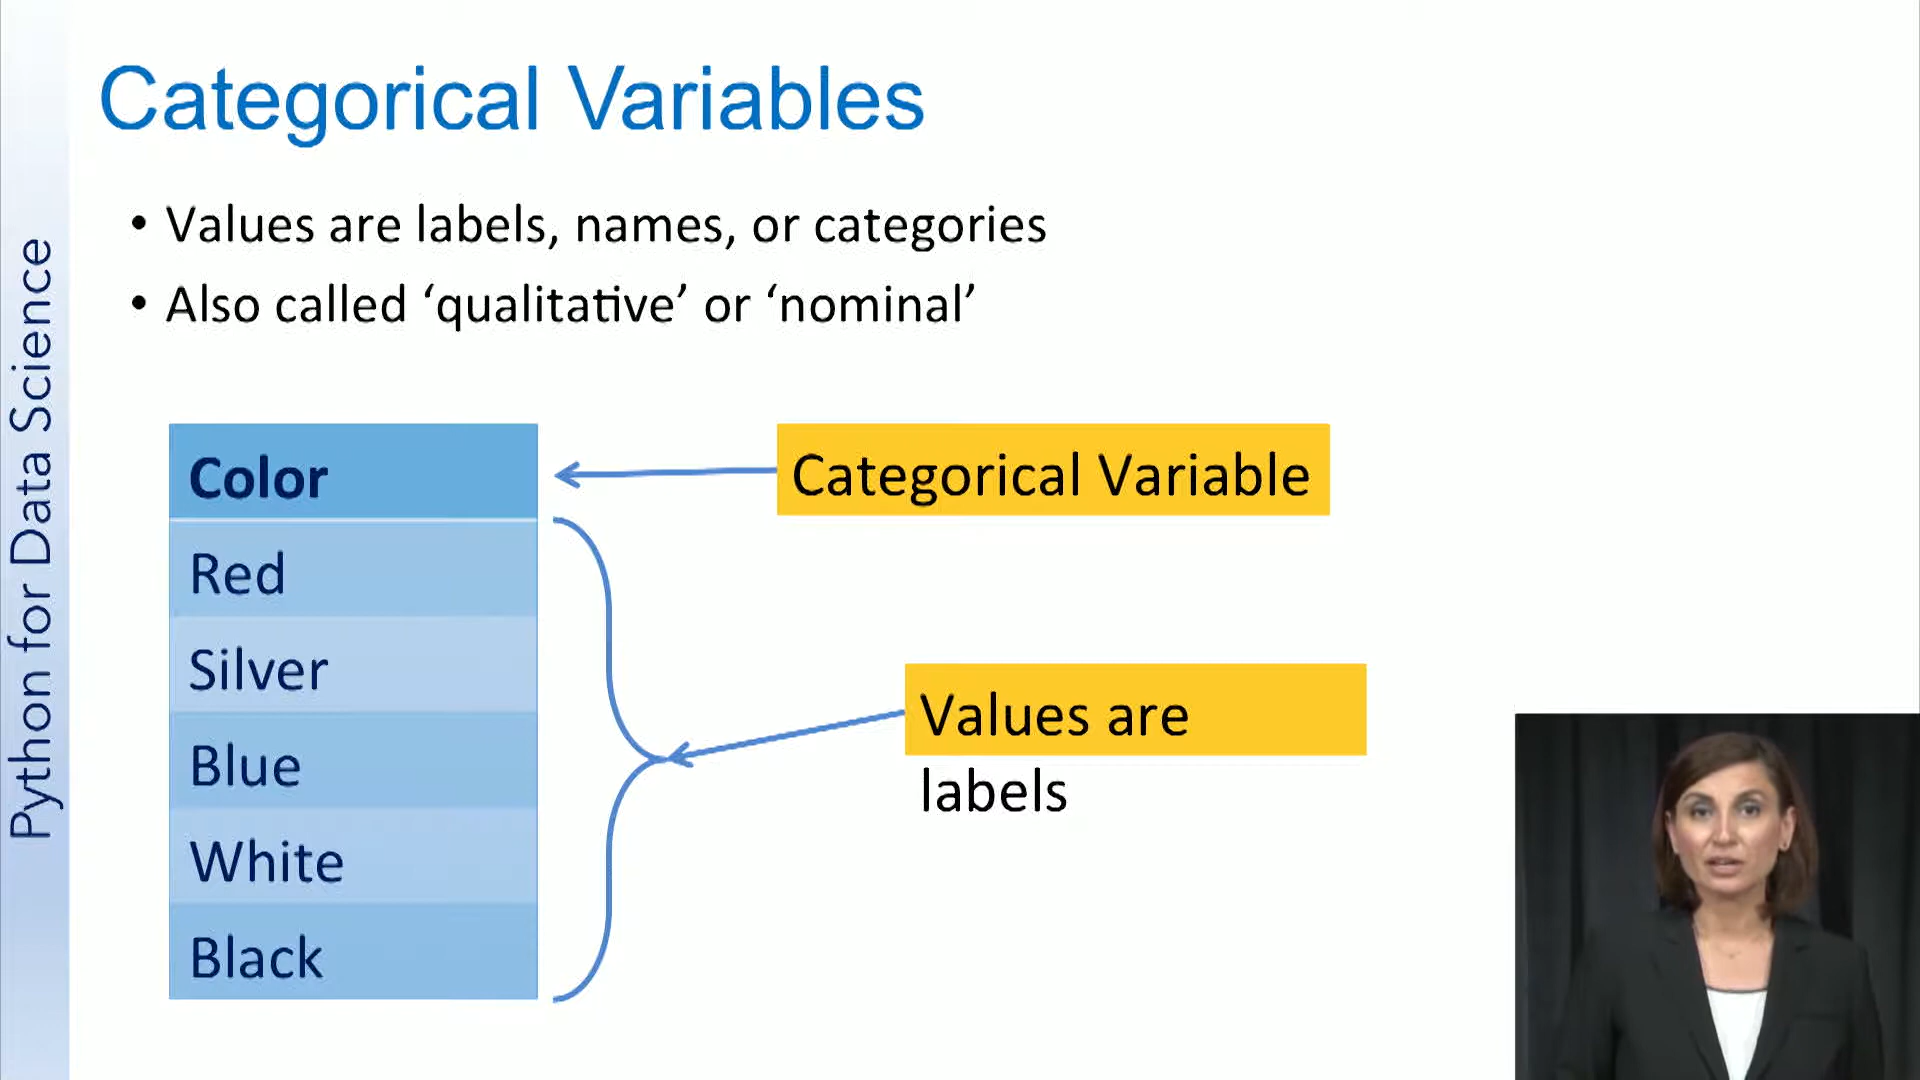 Categorical Variables
• Values are labels, names, or categories
• Also called ‘qualitative’ or ‘nominal’
Color
Categorical Variable
Red
Silver
Blue
White
Black
Values are
labels
Python for Data Science